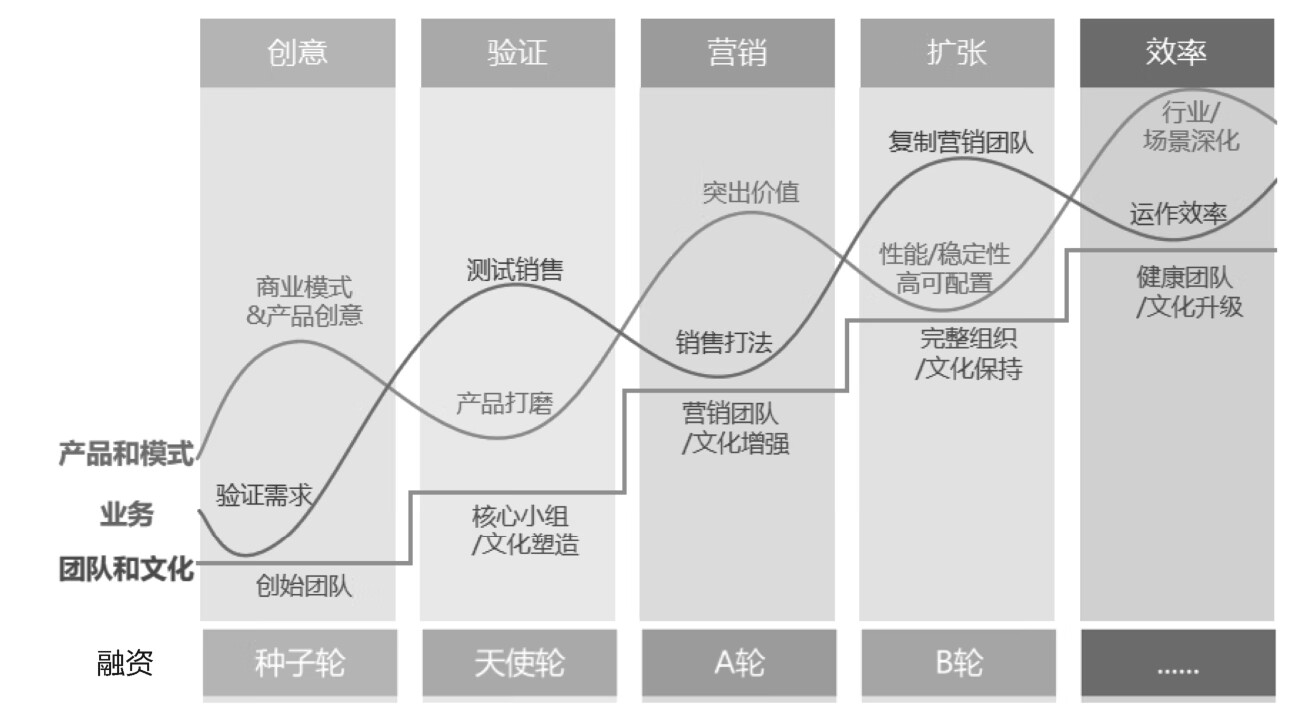 创意
验证
营销
扩张
效率
行业/
场景深化
复制营销团队
突出价值
运作效率
性能/稳定性
高可配置
测试销售
商业模式
&产品创意
健康团队
/文化升级
销售打法
完整组织
/文化保持
产品打磨
营销团队
/文化增强
产品和模式
验证需求
业务
核心小组
/文化塑造
团队和文化
创始团队
融资
种子轮
天使轮
A轮
B轮
......